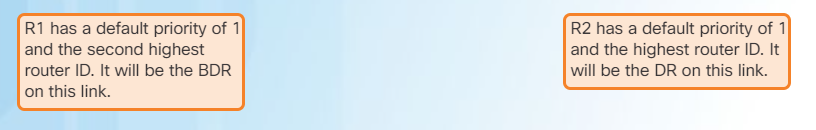 R1 has a default priority of 1
and the second highest
router ID. It will be the BDR
on this link.
R2 has a default priority of 1
and the highest router ID. It
will be the DR on this link.